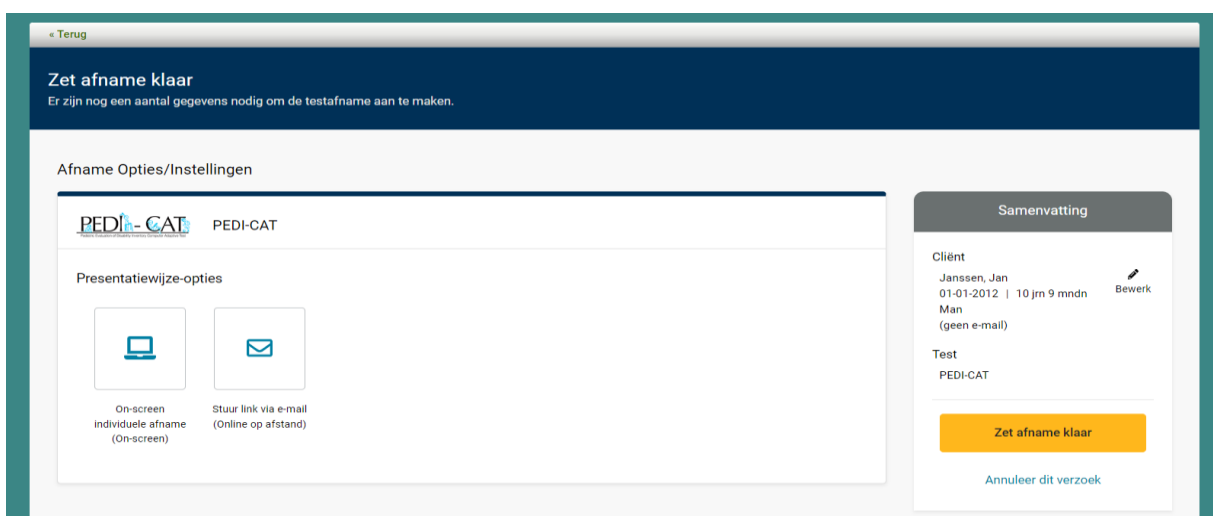 « Terug
Zet afname klaar
Er zijn nog een aantal gegevens nodig om de testafname aan te maken.
Afname Opties/Instellingen
PEDI-CAT
PEDI-CAT
Presentatiewijze-opties
On-screen
individuele afname
(On-screen)
Stuur link via e-mail
(Online op afstand)
Samenvatting
Cliënt
Janssen, Jan
01-01-2012 | 10 jrn 9 mndn
Man
(geen e-mail)
Bewerk
Test
PEDI-CAT
Zet afname klaar
Annuleer dit verzoek